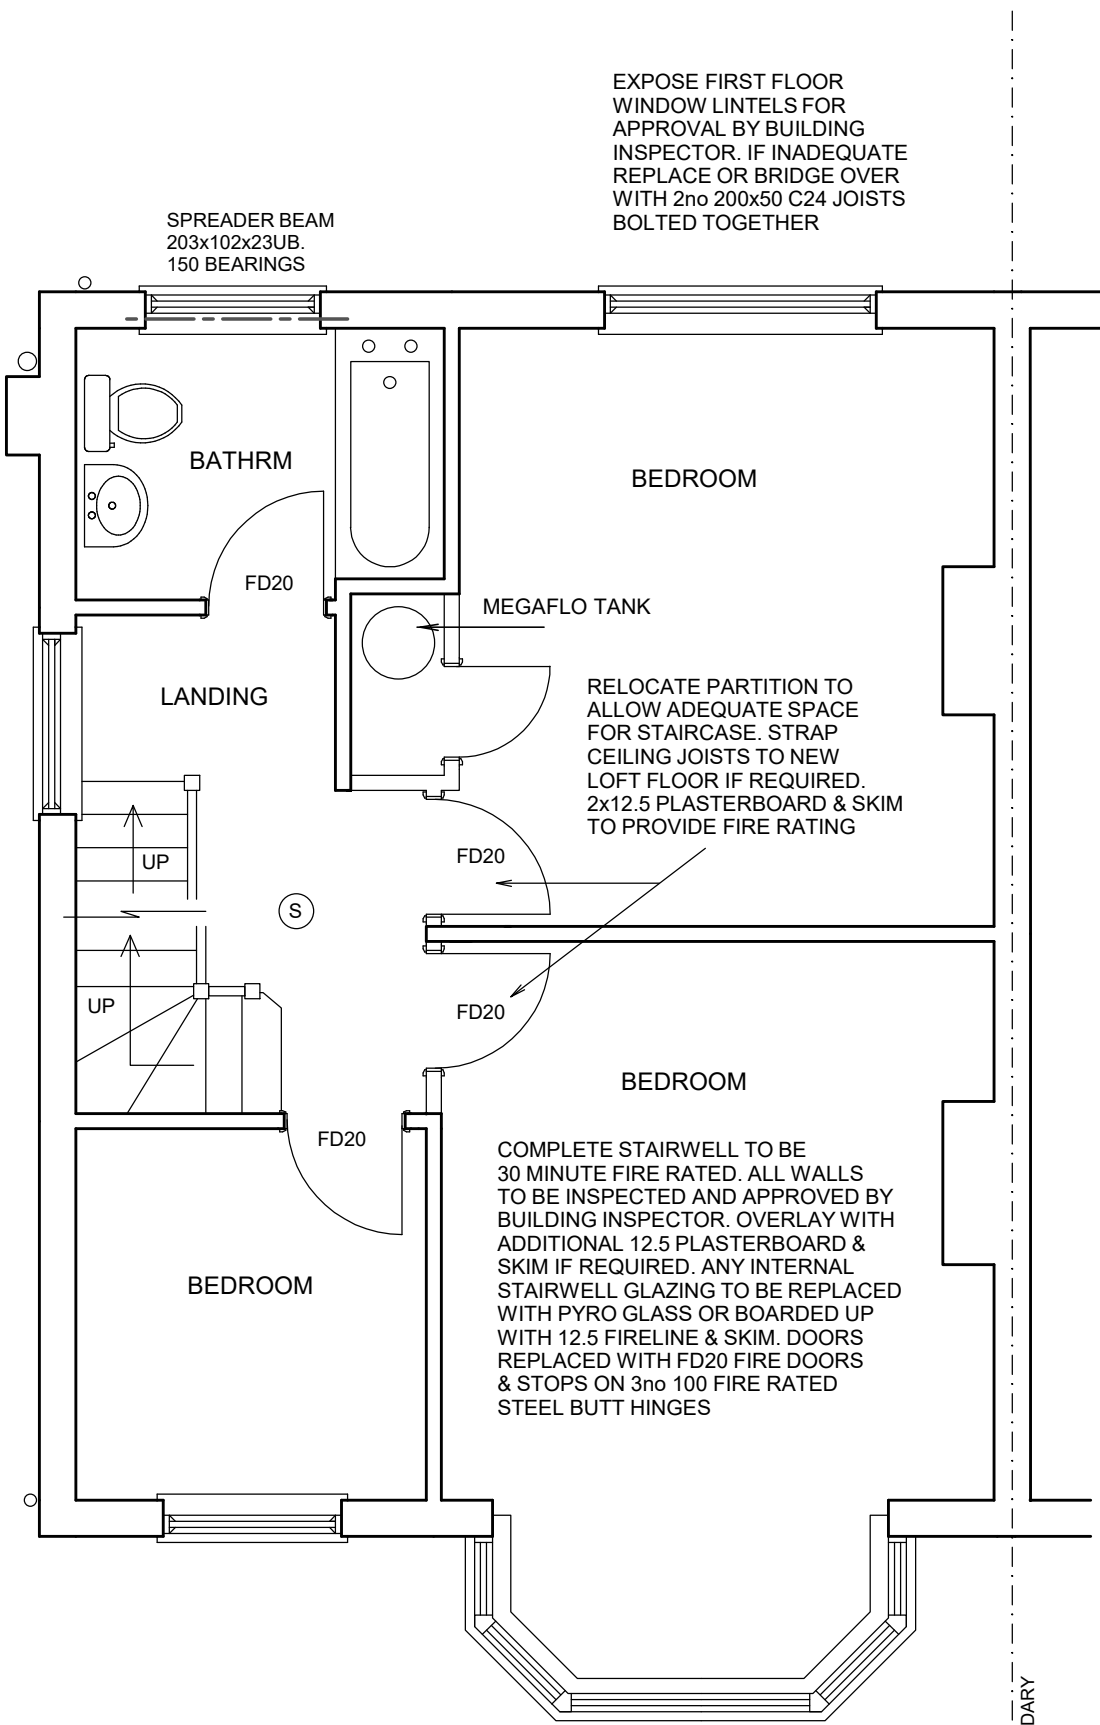 EXPOSE FIRST FLOOR
WINDOW LINTELS FOR
APPROVAL BY BUILDING
INSPECTOR. IF INADEQUATE
REPLACE OR BRIDGE OVER
WITH 2no 200x50 C24 JOISTS
BOLTED TOGETHER
SPREADER BEAM
203x102x23UB.
150 BEARINGS
BATHRM
BEDROOM
FD20
MEGAFLO TANK
LANDING
RELOCATE PARTITION TO
ALLOW ADEQUATE SPACE
FOR STAIRCASE. STRAP
CEILING JOISTS TO NEW
LOFT FLOOR IF REQUIRED.
2x12.5 PLASTERBOARD & SKIM
TO PROVIDE FIRE RATING
UP
FD20
S
UP
FD20
BEDROOM
FD20
COMPLETE STAIRWELL TO BE
30 MINUTE FIRE RATED. ALL WALLS
TO BE INSPECTED AND APPROVED BY
BUILDING INSPECTOR. OVERLAY WITH
ADDITIONAL 12.5 PLASTERBOARD &
SKIM IF REQUIRED. ANY INTERNAL
STAIRWELL GLAZING TO BE REPLACED
WITH PYRO GLASS OR BOARDED UP
WITH 12.5 FIRELINE & SKIM. DOORS
REPLACED WITH FD20 FIRE DOORS
& STOPS ON 3no 100 FIRE RATED
STEEL BUTT HINGES
BEDROOM
DARY